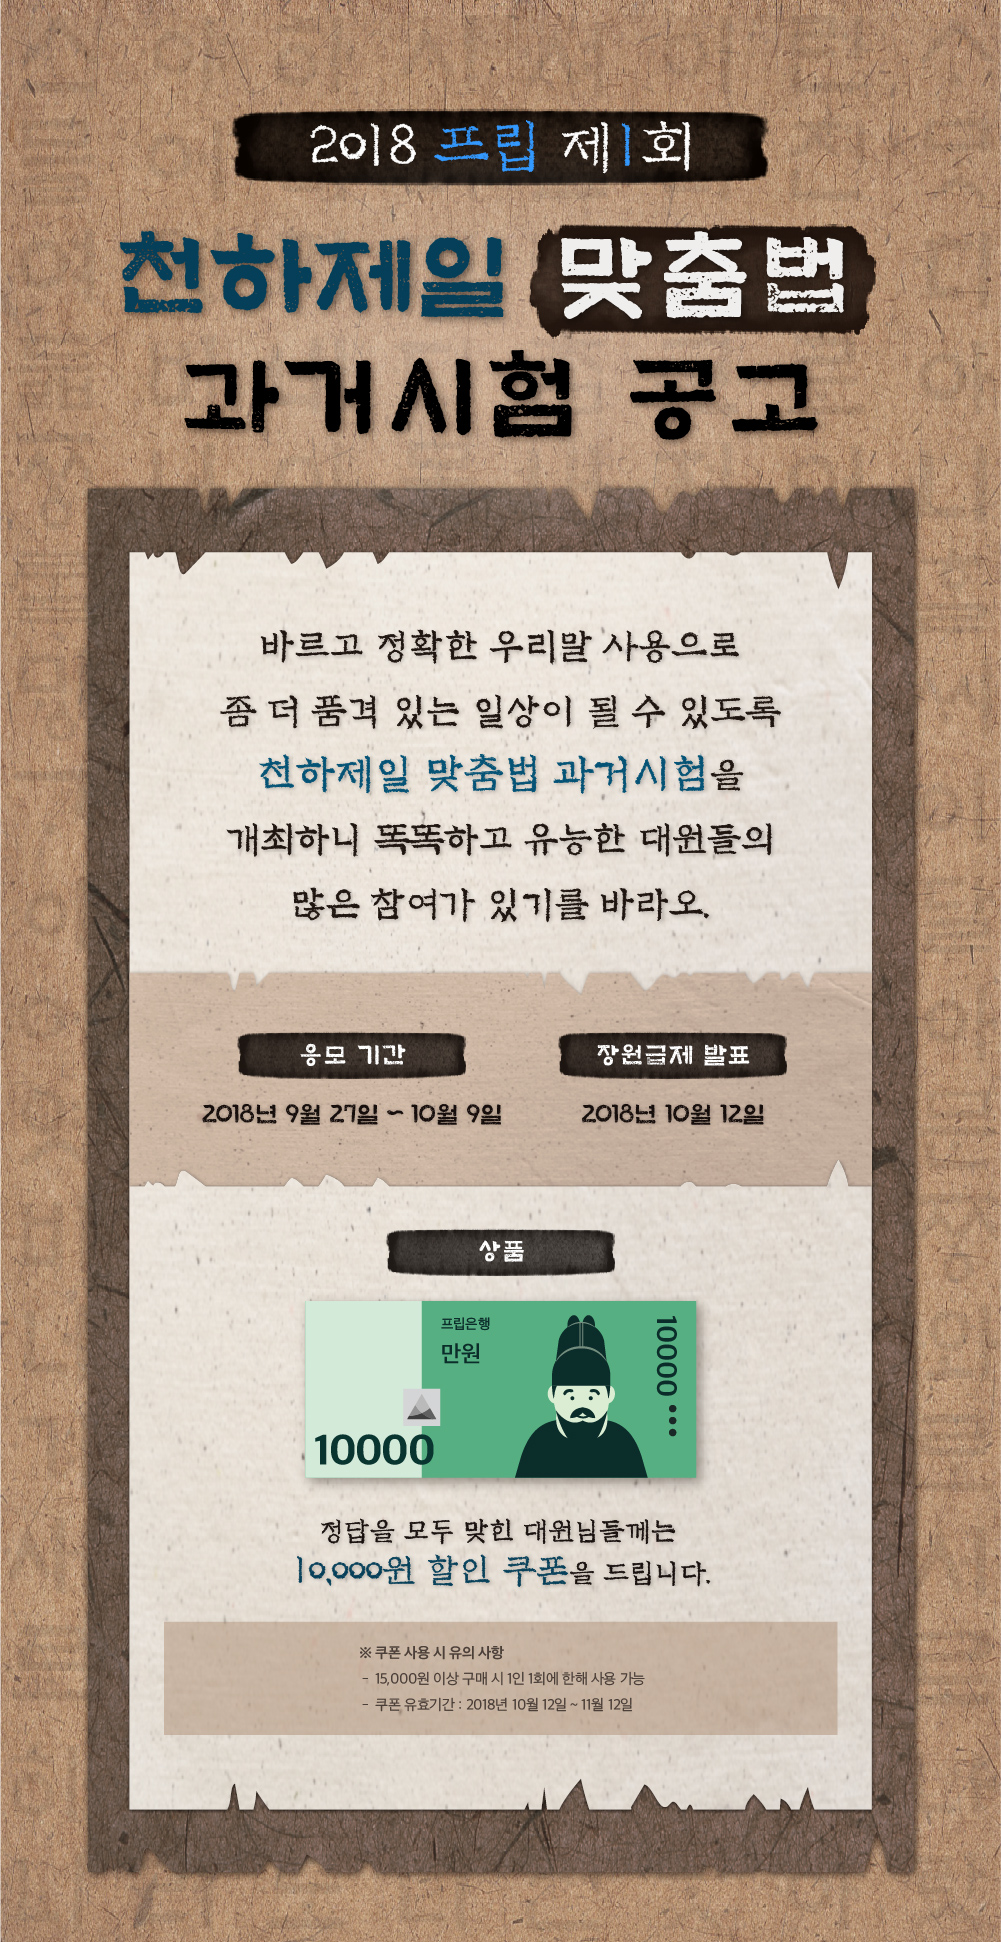 2018 프립 제1회
천하제일 맞춤법
과거시험 공고
바르고 정확한 우리말 사용으로
좀 더 품격 있는 일상이 될 수 있도록
천하제일 맞춤법 과거시험을
개최하니 똑똑하고 유능한 대원들의
많은 참여가 있기를 바라오.
응모 기간
2018년 9월 27일 ~ 10월 9일
장원급제 발표
2018년 10월 12일
상품
프립은행
만원
10000
10000
정답을 모두 맞힌 대원님들께는
10,000원 할인 쿠폰을 드립니다.
※ 쿠폰 사용 시 유의 사항
- 15,000원 이상 구매 시 1인 1회에 한해 사용 가능
- 쿠폰 유효기간 : 2018년 10월 12일 ~ 11월 12일